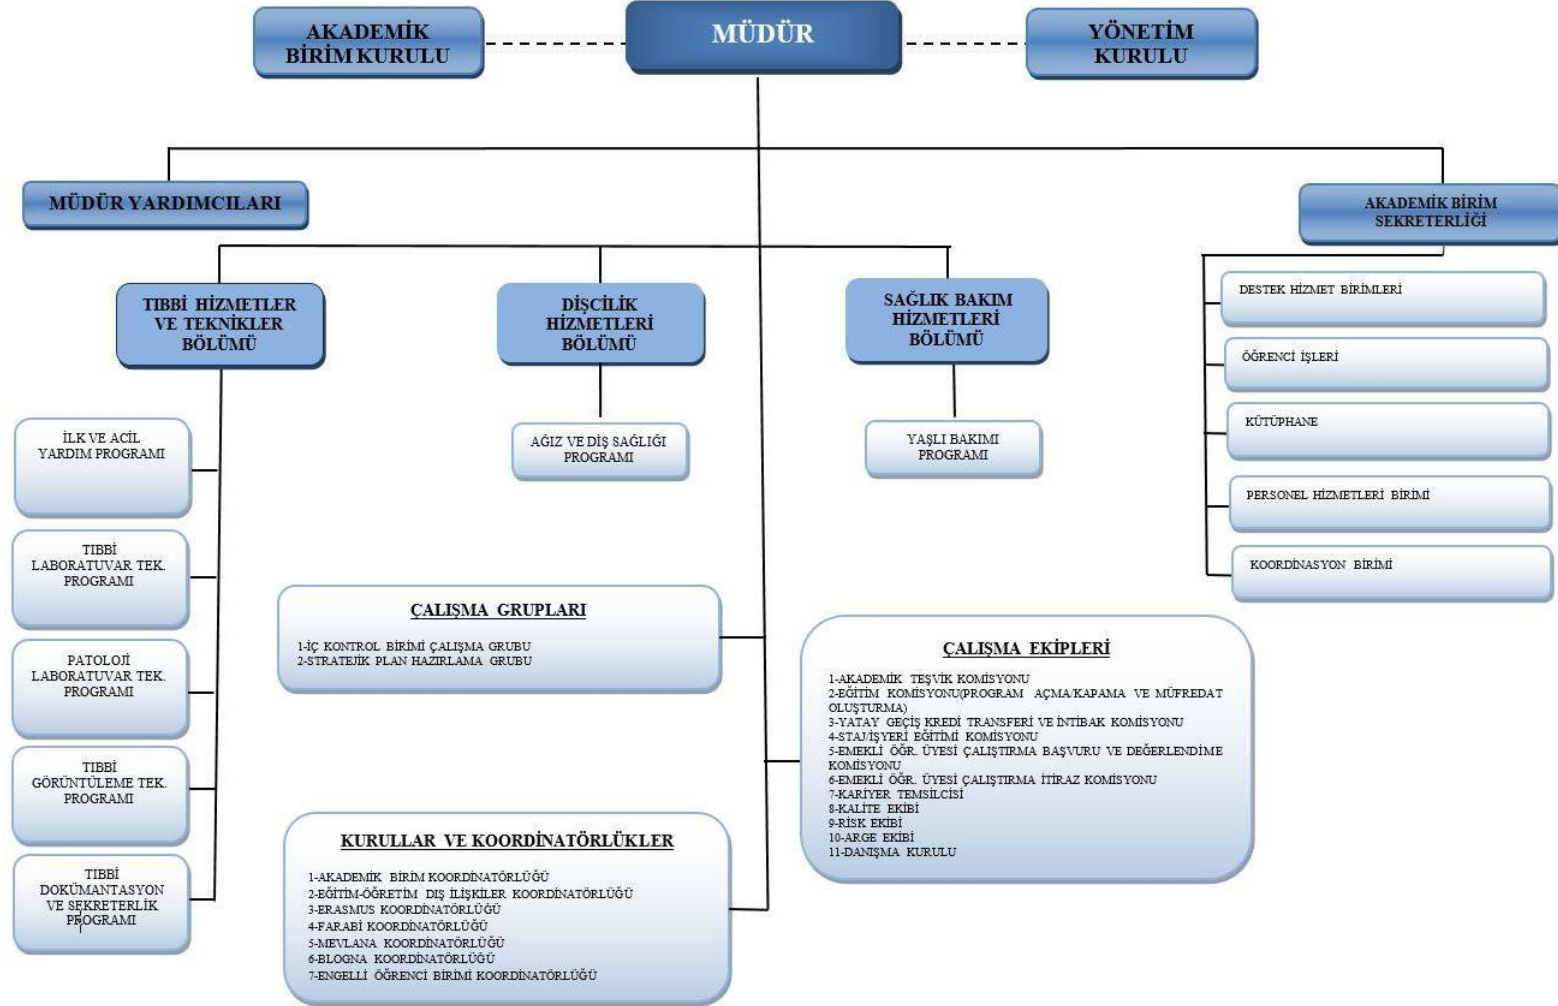 AKADEMİK
BİRİM KURULU
MÜDÜR
YÖNETİM
KURULU
MÜDÜR YARDIMCILARI
AKADEMİK BİRİM
SEKRETERLİĞİ
TIBBİ HİZMETLER
VE TEKNİKLER
BÖLÜMÜ
DİŞCİLİK
HİZMETLERİ
BÖLÜMÜ
SAĞLIK BAKIM
HİZMETLERİ
BÖLÜMÜ
DESTEK HİZMET BİRİMLERİ
ÖĞRENCİ İŞLERİ
KÜTÜPHANE
PERSONEL HİZMETLERİ BİRİMİ
KOORDİNASYON BİRİMİ
İLK VE ACİL
YARDIM PROGRAMI
TIBBİ
LABORATUVAR TEK.
PROGRAMI
PATOLOJİ
LABORATUVAR TEK.
PROGRAMI
TIBBİ
GÖRÜNTÜLEME TEK.
PROGRAMI
TIBBİ
DOKÜMANTASYON
VE SEKRETERLİK
PROGRAMI
AĞIZ VE DİŞ SAĞLIĞI
PROGRAMI
YAŞLI BAKIMI
PROGRAMI
ÇALIŞMA GRUPLARI
1-İÇ KONTROL BİRİMİ ÇALIŞMA GRUBU
2-STRATEJİK PLAN HAZIRLAMA GRUBU
ÇALIŞMA EKİPLERİ
1-AKADEMİK TEŞVİK KOMİSYONU
2-EĞİTİM KOMİSYONU(PROGRAM AÇMA/KAPAMA VE MÜFREDAT
OLUŞTURMA)
3-YATAY GEÇİŞ KREDİ TRANSFERİ VE İNTİBAK KOMİSYONU
4-STAJ/İŞYERİ EĞİTİMİ KOMİSYONU
5-EMEKLİ ÖĞR. ÜYESİ ÇALIŞTIRMA BAŞVURU VE DEĞERLENDİME
KOMİSYONU
6-EMEKLİ ÖĞR. ÜYESİ ÇALIŞTIRMA İTİRAZ KOMİSYONU
7-KARİYER TEMSİLCİSİ
8-KALİTE EKİBİ
9-RİSK EKİBİ
10-ARGE EKİBİ
11-DANIŞMA KURULU
KURULLAR VE KOORDİNATÖRLÜKLER
1-AKADEMİK BİRİM KOORDİNATÖRLÜĞÜ
2-EĞİTİM-ÖĞRETİM DIŞ İLİŞKİLER KOORDİNATÖRLÜĞÜ
3-ERASMUS KOORDİNATÖRLÜĞÜ
4-FARABİ KOORDİNATÖRLÜĞÜ
5-MEVLANA KOORDİNATÖRLÜĞÜ
6-BLOGNA KOORDİNATÖRLÜĞÜ
7-ENGELLİ ÖĞRENCİ BİRİMİ KOORDİNATÖRLÜĞÜ